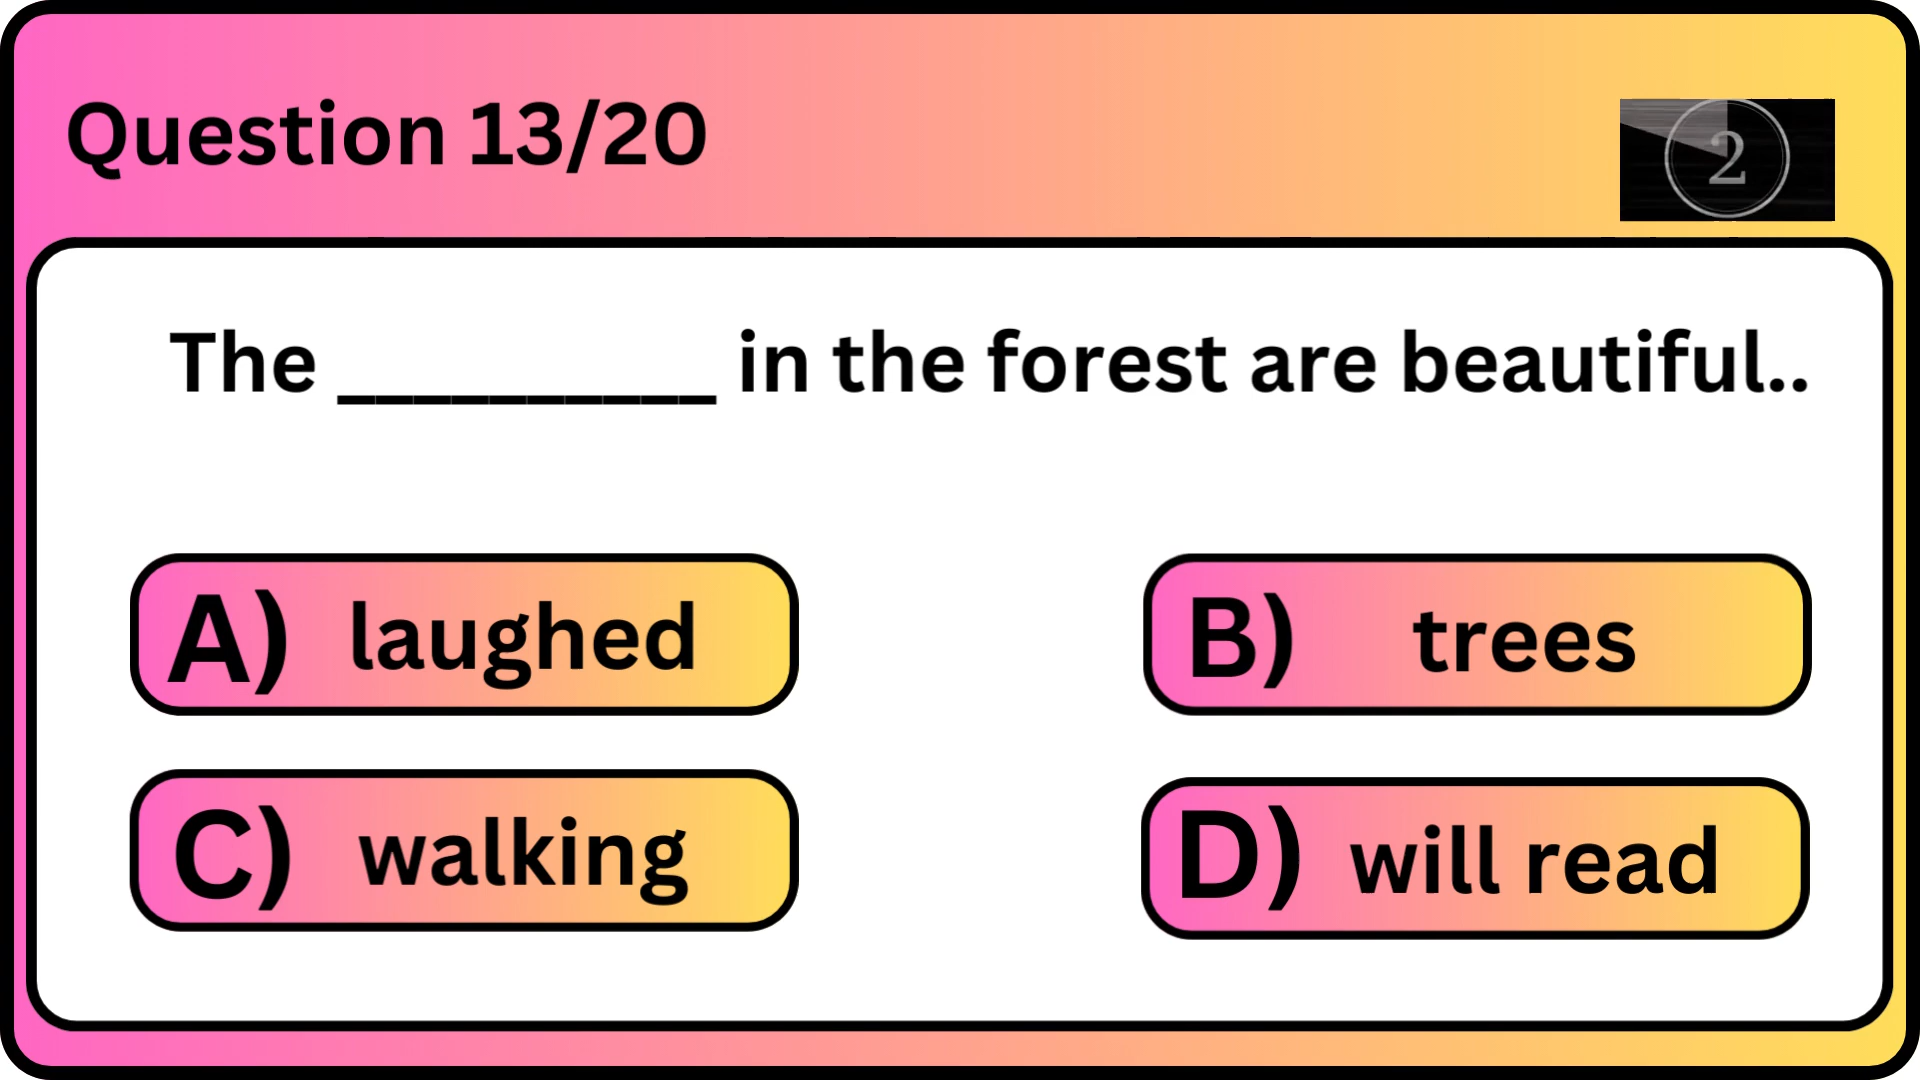 Question 13/20
2
The __________ in the forest are beautiful..
A) laughed
B) trees
C) walking
D) will read